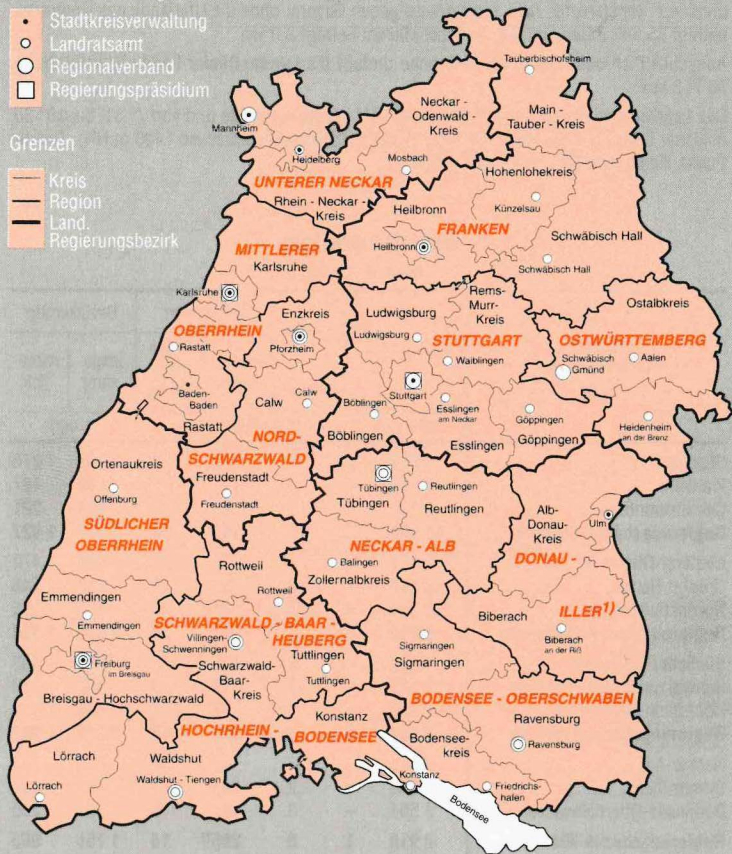 Stadtkreisverwaltung
Landratsamt
Regionalverband
Regierungspräsidium
Grenzen
Kreis
Region
Land.
Regierungsbezirk
Tauberbischofsheim
Main -
Tauber - Kreis
Neckar -
Odenwald -
Kreis
Mannheim
Heidelberg
Mosbach
UNTERER NECKAR
Rhein - Neckar -
Kreis
Hohenlohekreis
Künzelsau
Heilbronn
FRANKEN
Heilbronn
Schwäbisch Hall
Schwäbisch Hall
MITTLERER
Karlsruhe
Karlsruhe
OBERRHEIN
Rastatt
Baden-
Baden
Rastatt
Enzkreis
Pforzheim
Calw
Calw
NORD-
SCHWARZWALD
Freudenstadt
Freudenstadt
Ludwigsburg
Ludwigsburg
Rems-
Murr-
Kreis
STUTTGART
Waiblingen
Stuttgart
Böblingen
Böblingen
Esslingen
am Neckar
Esslingen
Göppingen
Göppingen
Ostalbkreis
OSTWÜRTTEMBERG
Schwäbisch
Gmünd
Aalen
Heidenheim
an der Brenz
Ortenaukreis
Offenburg
SÜDLICHER
OBERRHEIN
Emmendingen
Emmendingen
Freiburg
im Breisgau
Breisgau - Hochschwarzwald
Tübingen
Tübingen
Reutlingen
Reutlingen
NECKAR - ALB
Balingen
Zollernalbkreis
Alb-
Donau-
Kreis
Ulm
DONAU -
ILLER1)
Biberach
Biberach
an der Riß
Rottweil
Rottweil
SCHWARZWALD - BAAR -
HEUBERG
Villingen-
Schwenningen
Schwarzwald-
Baar-
Kreis
Tuttlingen
Tuttlingen
Sigmaringen
Sigmaringen
BODENSEE - OBERSCHWABEN
Ravensburg
Ravensburg
Bodensee-
kreis
Friedrichs-
hafen
HOCHRHEIN -
BODENSEE
Konstanz
Konstanz
Bodensee
Lörrach
Lörrach
Waldshut
Waldshut - Tiengen